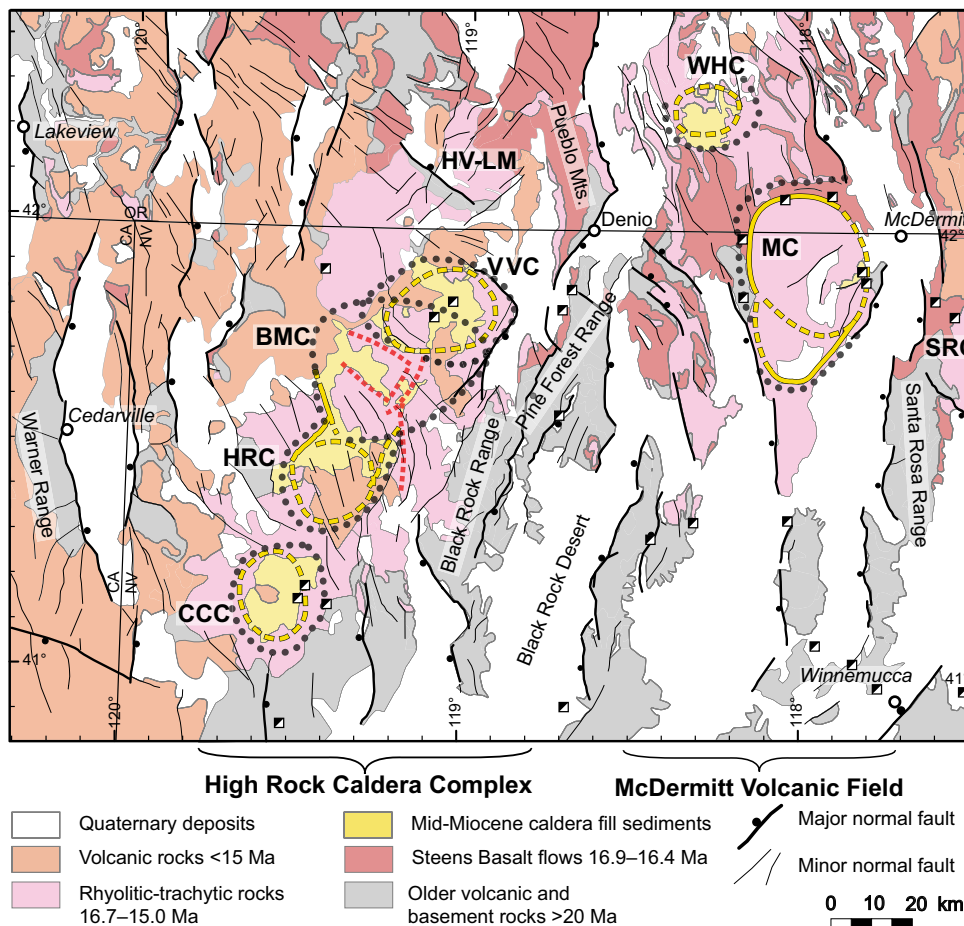 120°
119°
118°
WHC
Lakeview
HV-LM
Pueblo Mts.
42°
OR
CA
NV
Denio
McDermit
42°
MC
VVC
BMC
SRC
Cedarville
Warner Range
HRC
Pine Forest Range
Black Rock Range
Santa Rosa Range
Black Rock Desert
CA
NV
CCC
41°
Winnemucca
41°
120°
119°
118°
High Rock Caldera Complex
McDermitt Volcanic Field
Quaternary deposits
Mid-Miocene caldera fill sediments
Major normal fault
Volcanic rocks <15 Ma
Steens Basalt flows 16.9–16.4 Ma
Minor normal fault
Rhyolitic-trachytic rocks
16.7–15.0 Ma
Older volcanic and
basement rocks >20 Ma
0 10 20 km